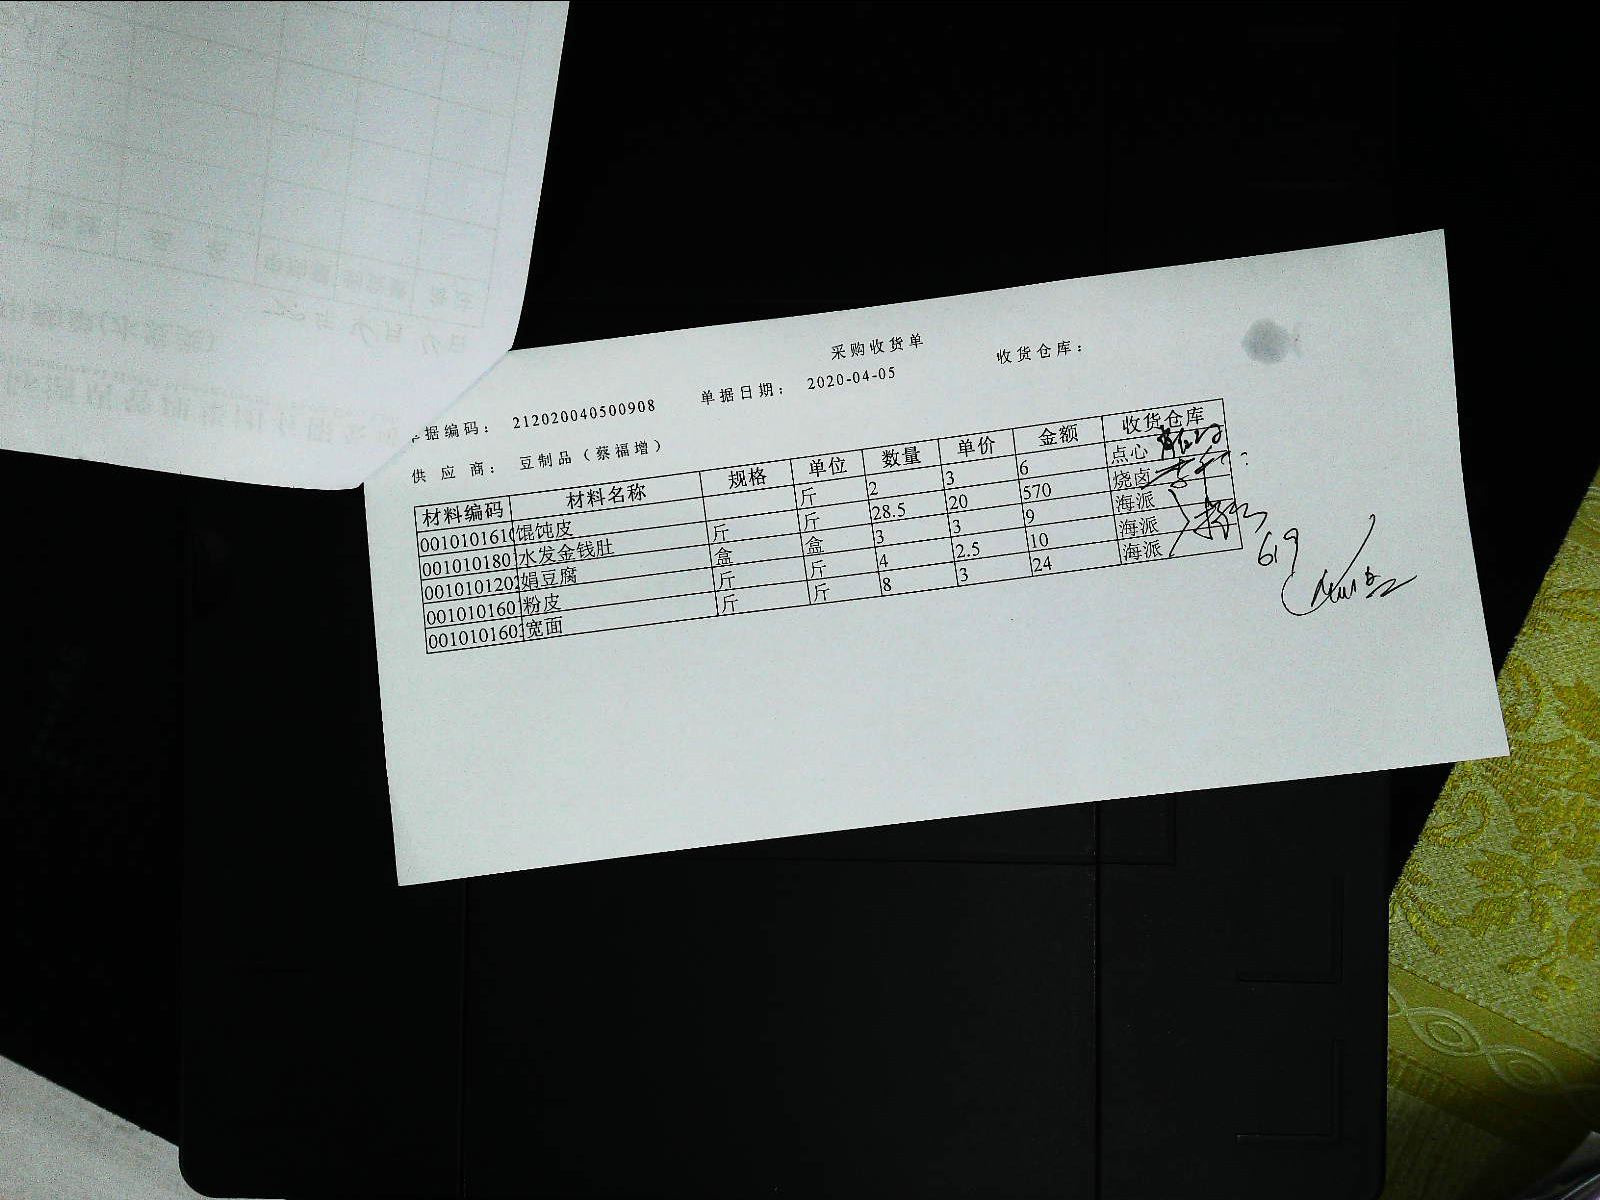 采购收货单
据编码： 212020040500908 单据日期： 2020-04-05 收货仓库：
供 应 商： 豆制品（蔡福增）
材料编码 材料名称 规格 单位 数量 单价 金额 收货仓库
001010161 馄饨皮 斤 2 3 6 点心
001010180 水发金钱肚 斤 斤 28.5 20 570 烧卤
001010120 娟豆腐 盒 盒 3 3 9 海派
001010160 粉皮 斤 斤 4 2.5 10 海派
001010160 宽面 斤 斤 8 3 24 海派
619